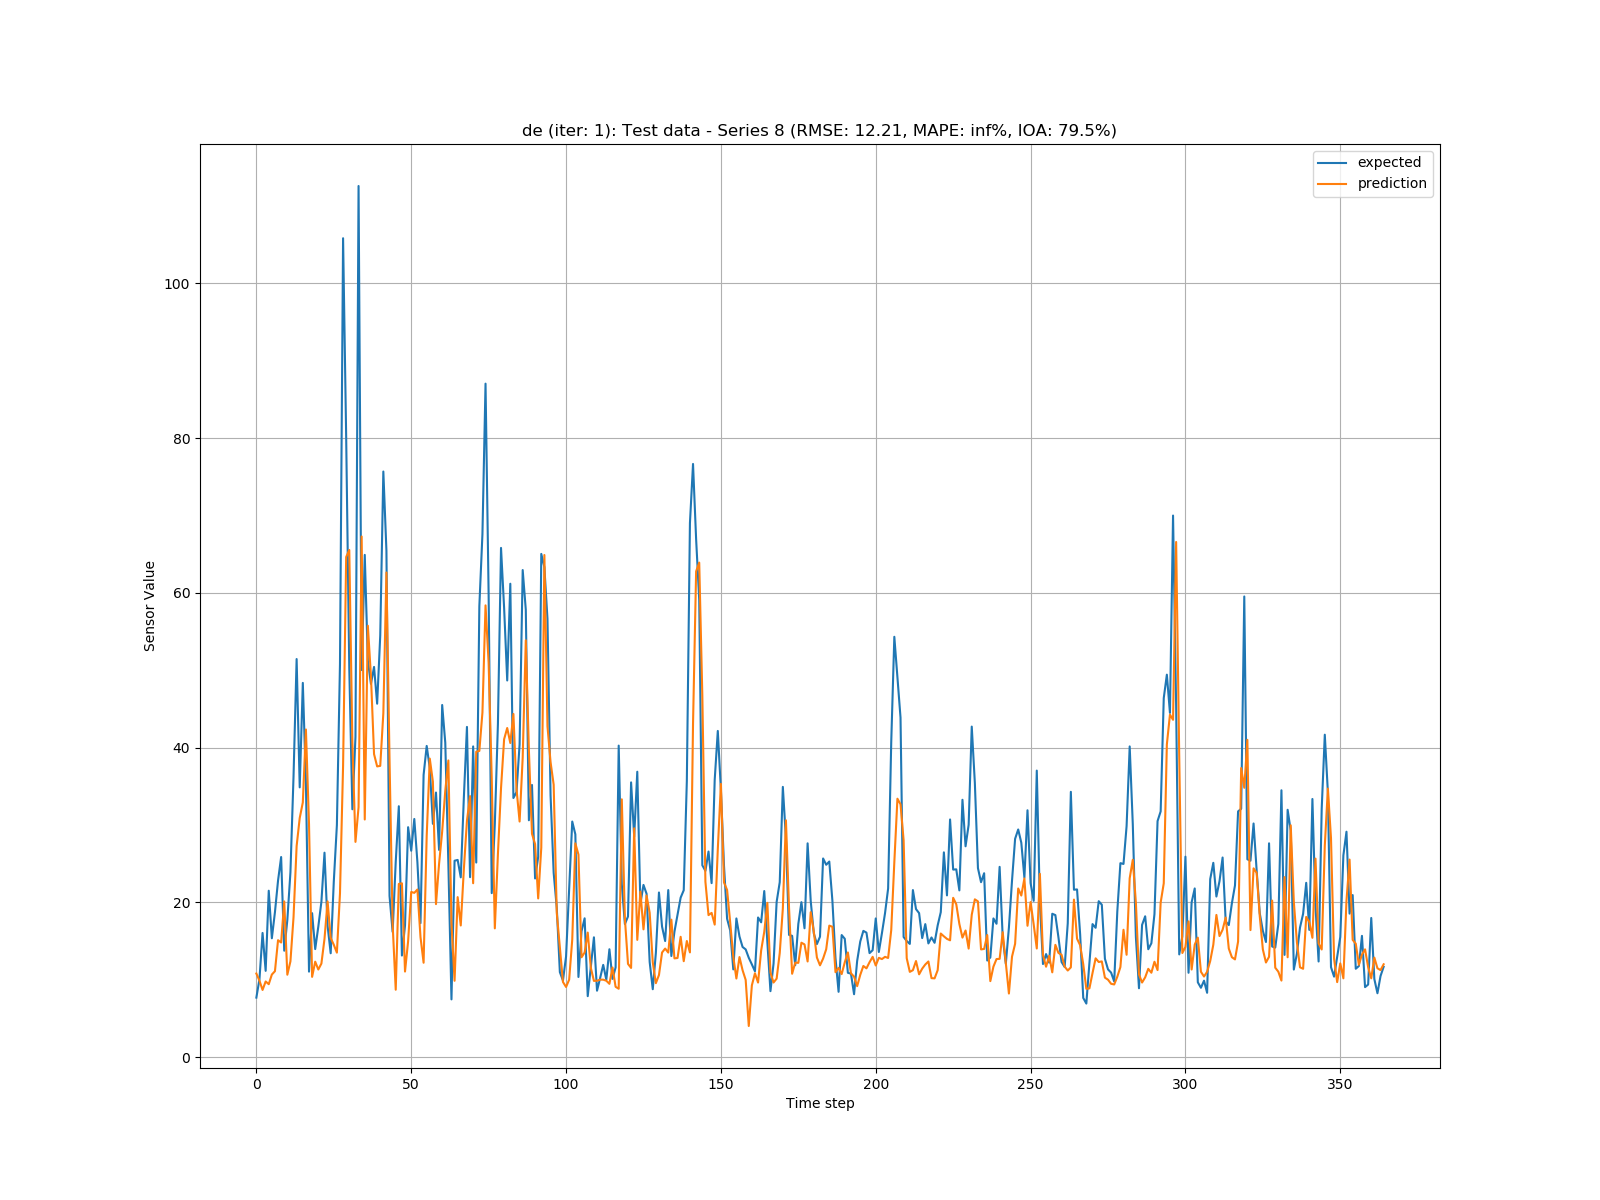 de (iter: 1): Test data - Series 8 (RMSE: 12.21, MAPE: inf%, IOA: 79.5%)
expected
prediction
100
80
60
40
20
0
Sensor Value
0 50 100 150 200 250 300 350
Time step